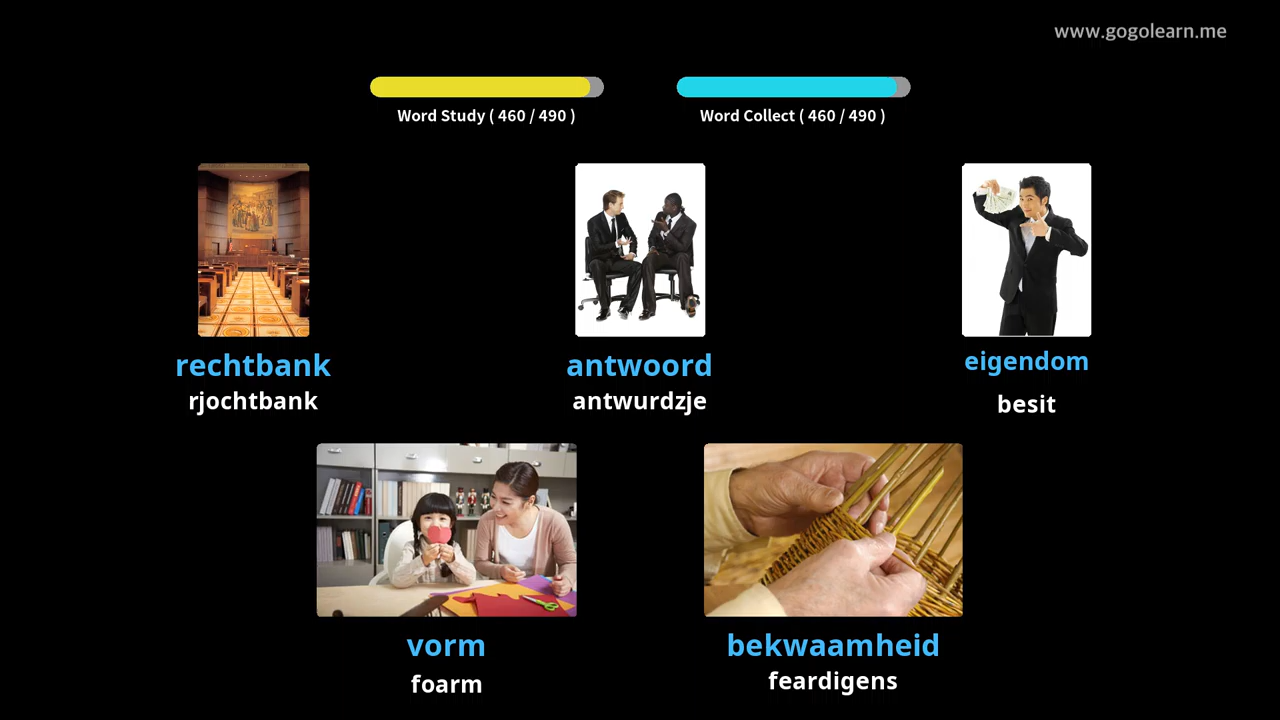 www.gogolearn.me
Word Study ( 460 / 490 )
Word Collect ( 460 / 490 )
rechtbank
rjochtbank
antwoord
antwurdzje
eigendom
besit
vorm
foarm
bekwaamheid
feardigens